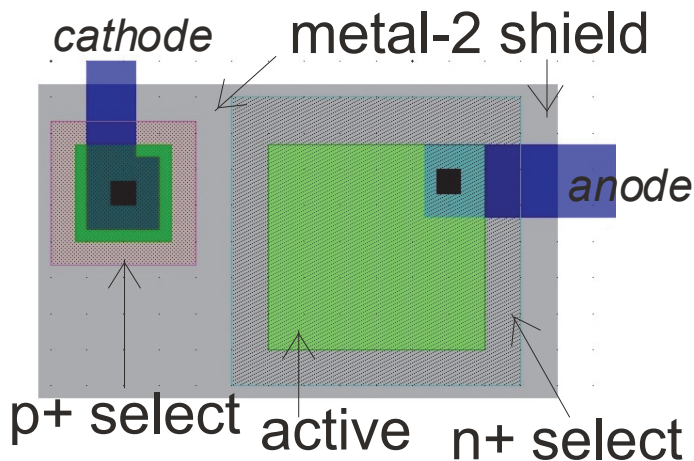 cathode
metal-2 shield
anode
p+ select
active
n+ select